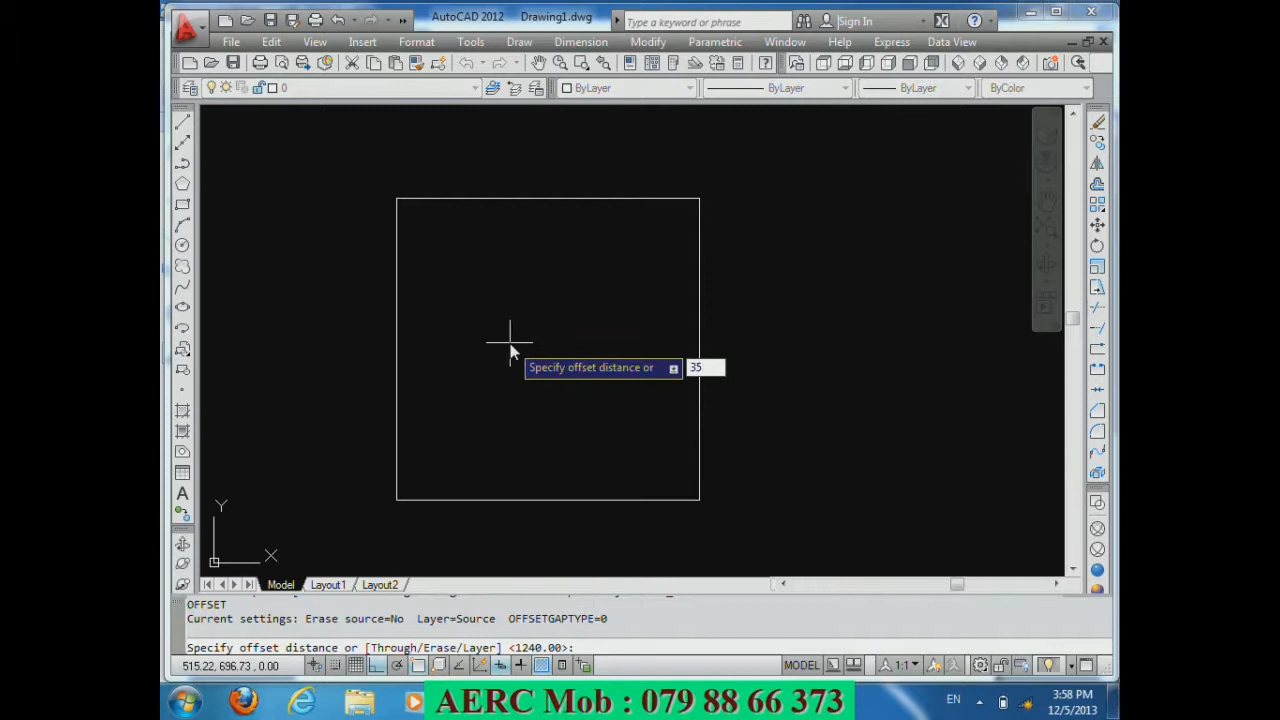 AutoCAD 2012 Drawing1.dwg
Type a keyword or phrase
Sign In
File Edit View Insert Format Tools Draw Dimension Modify Parametric Window Help Express Data View
0
ByLayer
ByLayer
ByLayer
ByColor
Specify offset distance or
35
Y
X
A
Model Layout1 Layout2
OFFSET
Current settings: Erase source=No Layer=Source OFFSETGAPTYPE=0
Specify offset distance or [Through/Erase/Layer] <1240.00>:
515.22, 696.73, 0.00
MODEL
1:1
AERC Mob : 079 88 66 373
EN
3:58 PM
12/5/2013